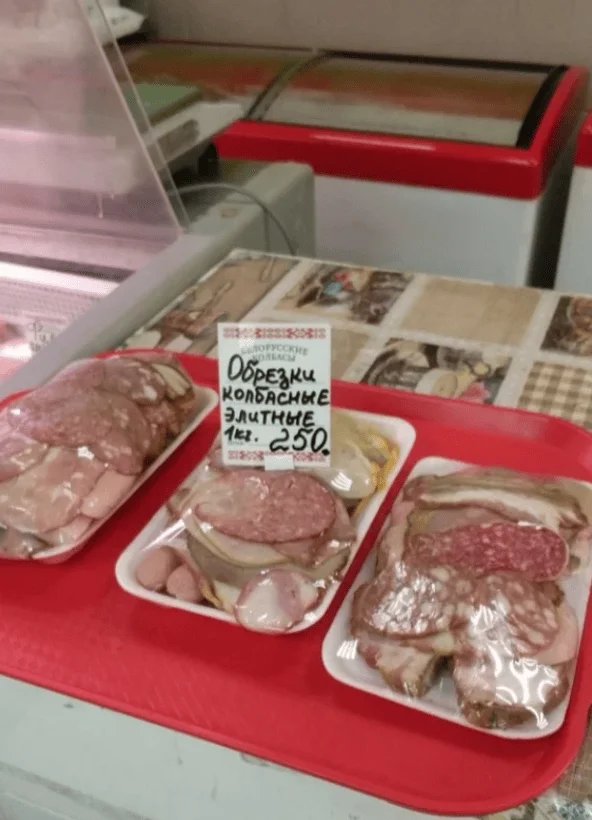 БЕЛОРУССКИЕ
КОЛБАСЫ
Обрезки
колбасные
элитные
1кг. 250.